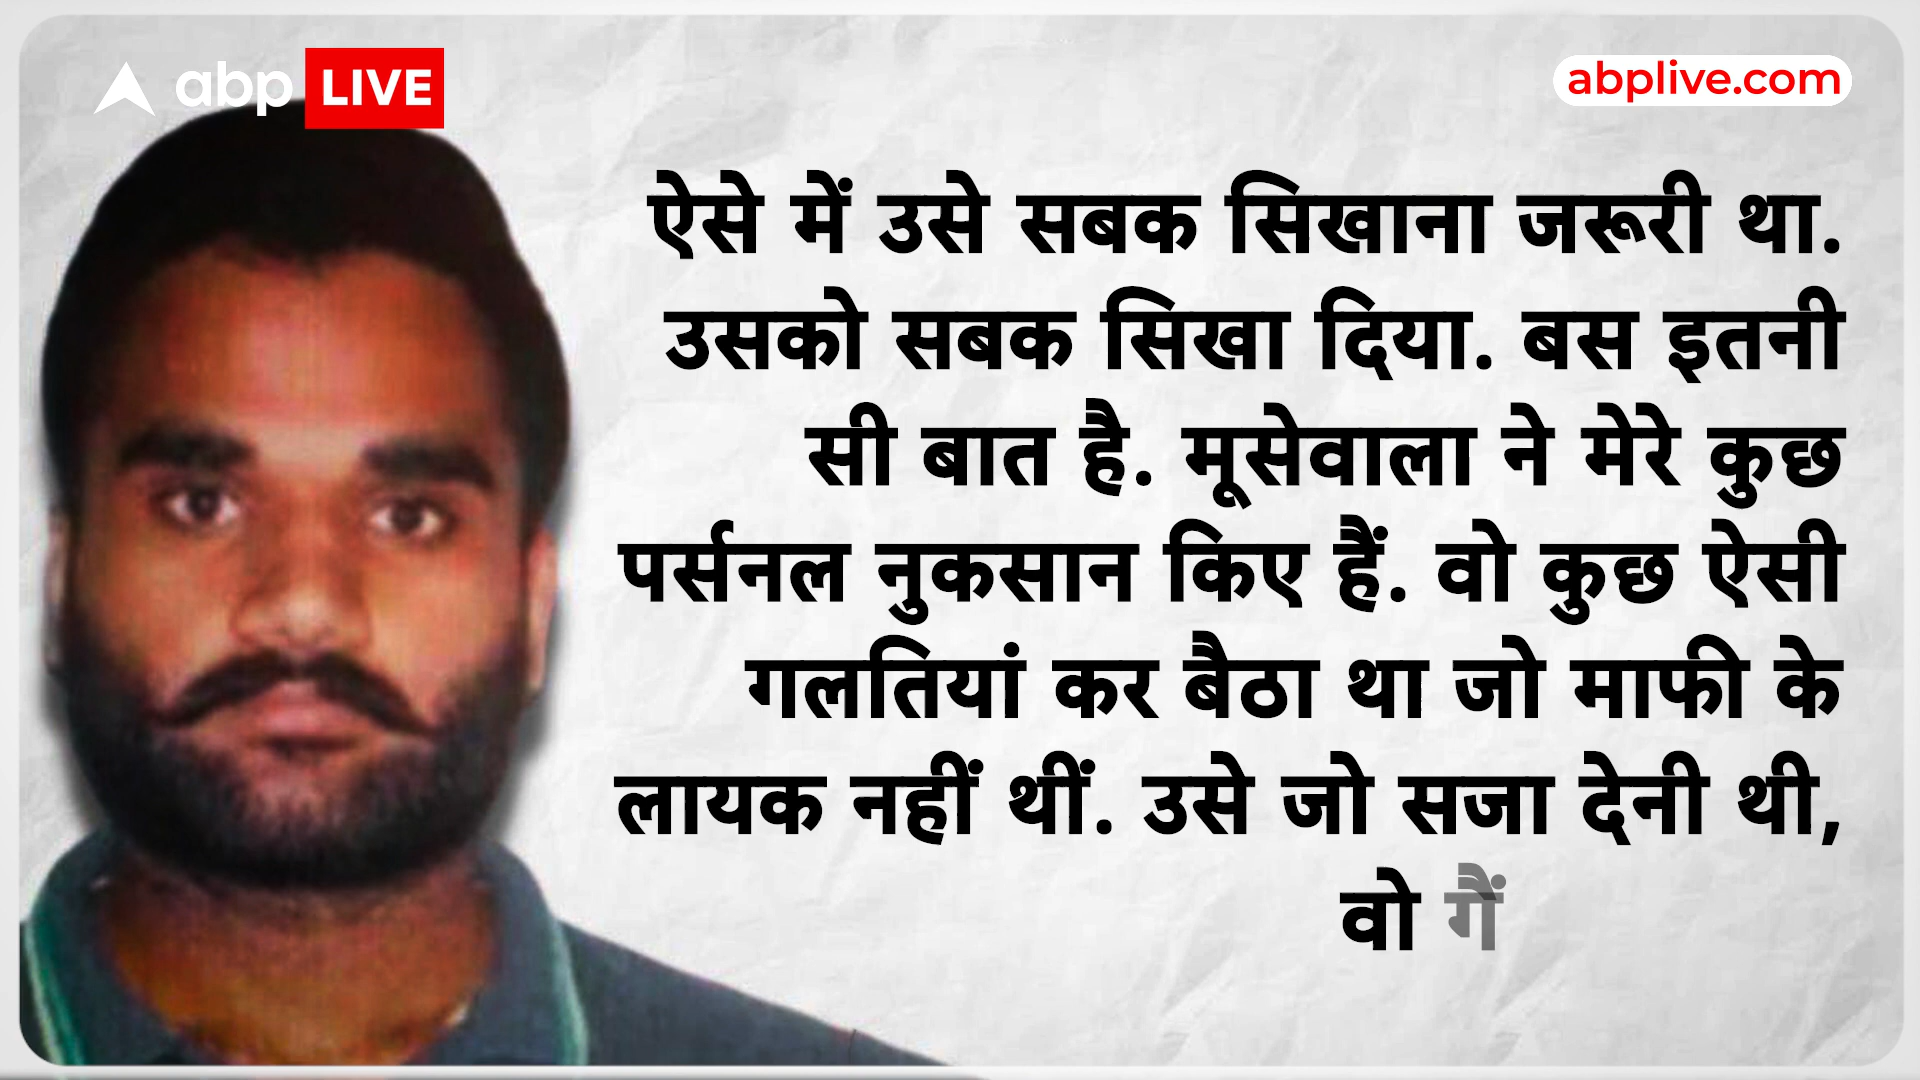 abp LIVE
abplive.com
ऐसे में उसे सबक सिखाना जरूरी था.
उसको सबक सिखा दिया. बस इतनी
सी बात है. मूसेवाला ने मेरे कुछ
पर्सनल नुकसान किए हैं. वो कुछ ऐसी
गलतियां कर बैठा था जो माफी के
लायक नहीं थीं. उसे जो सजा देनी थी,
वो गैं